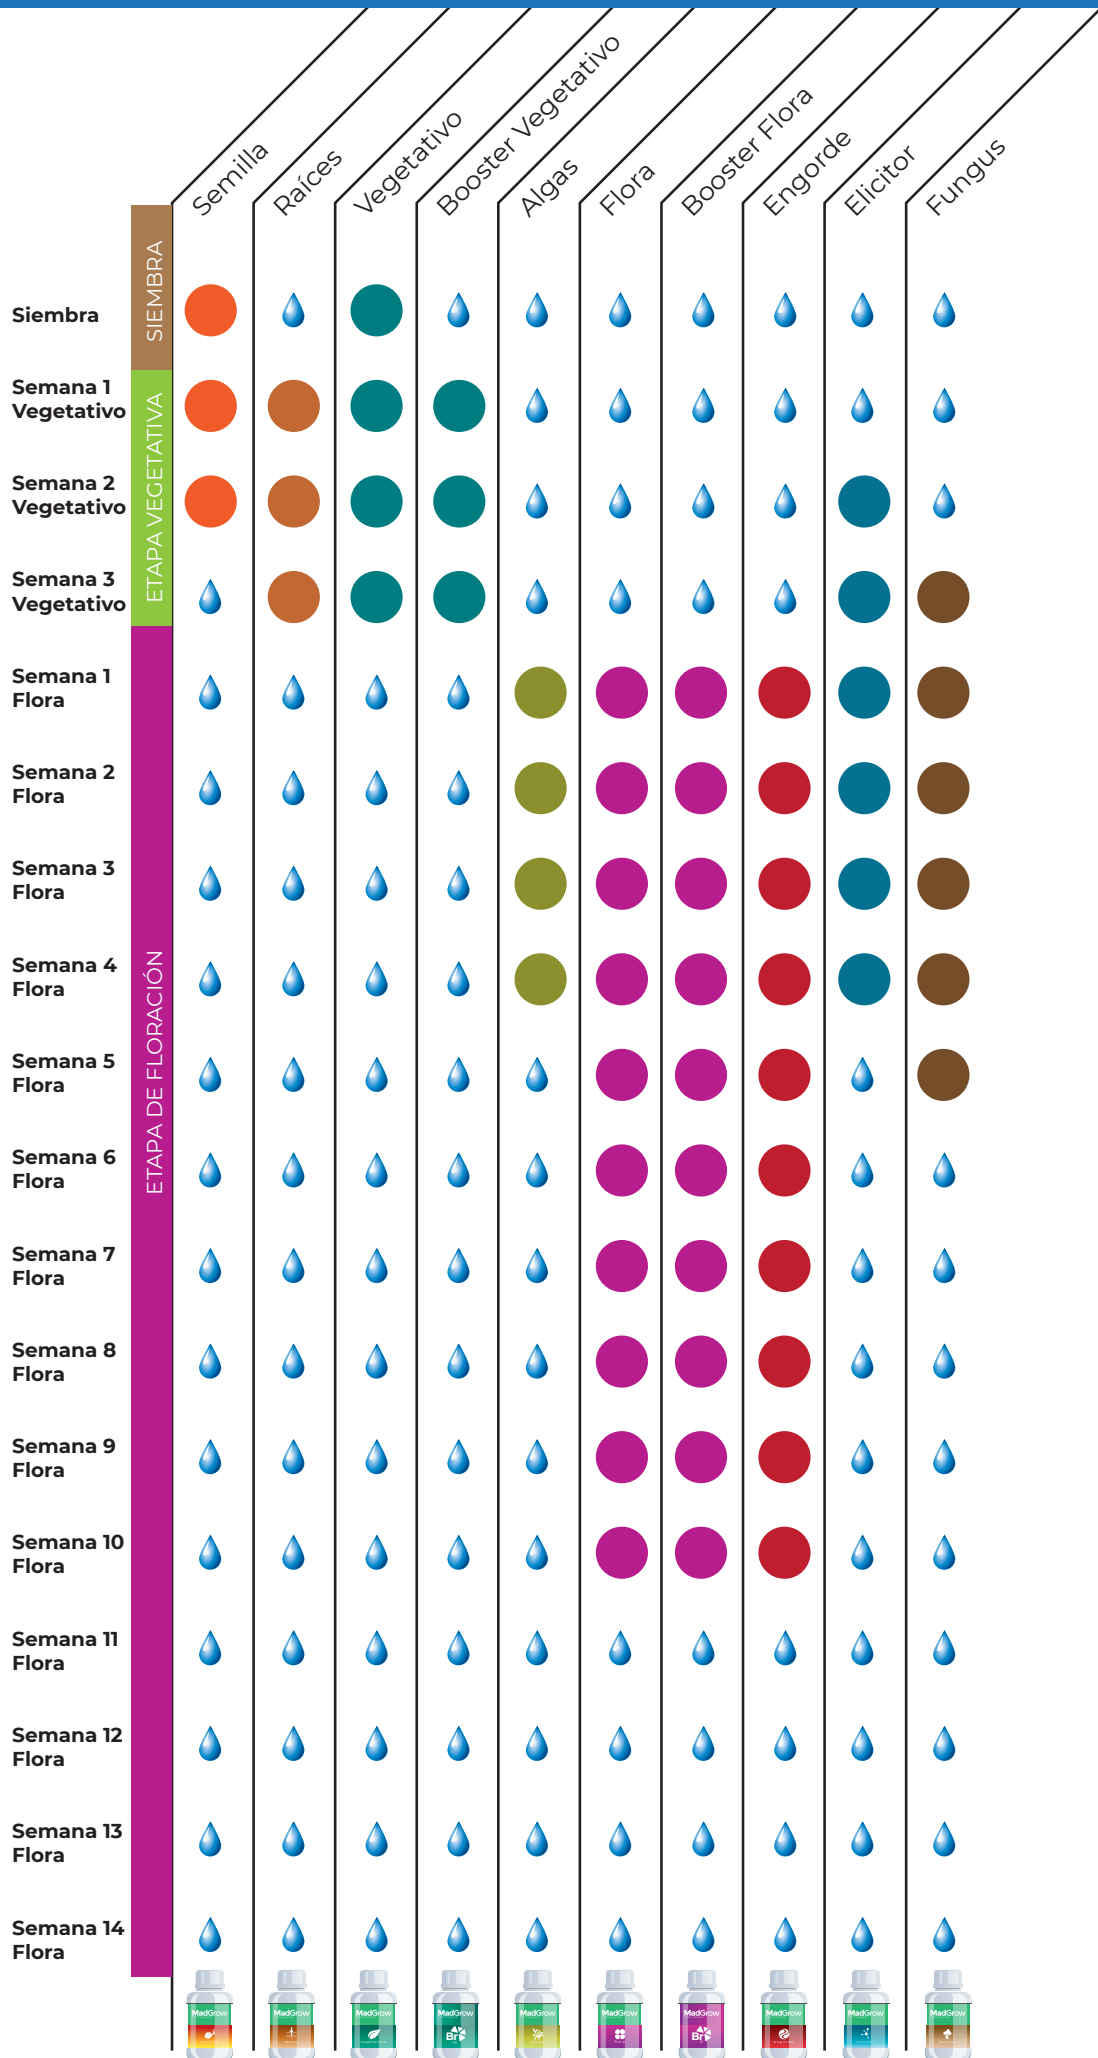 Semilla
Raíces
Vegetativo
Booster Vegetativo
Algas
Flora
Booster Flora
Engorde
Elicitor
Fungus
SIEMBRA
Siembra
ETAPA VEGETATIVA
Semana 1
Vegetativo
Semana 2
Vegetativo
Semana 3
Vegetativo
ETAPA DE FLORACIÓN
Semana 1
Flora
Semana 2
Flora
Semana 3
Flora
Semana 4
Flora
Semana 5
Flora
Semana 6
Flora
Semana 7
Flora
Semana 8
Flora
Semana 9
Flora
Semana 10
Flora
Semana 11
Flora
Semana 12
Flora
Semana 13
Flora
Semana 14
Flora
MadGrow
MadGrow
MadGrow
MadGrow
Br
MadGrow
MadGrow
MadGrow
Br
MadGrow
MadGrow
MadGrow